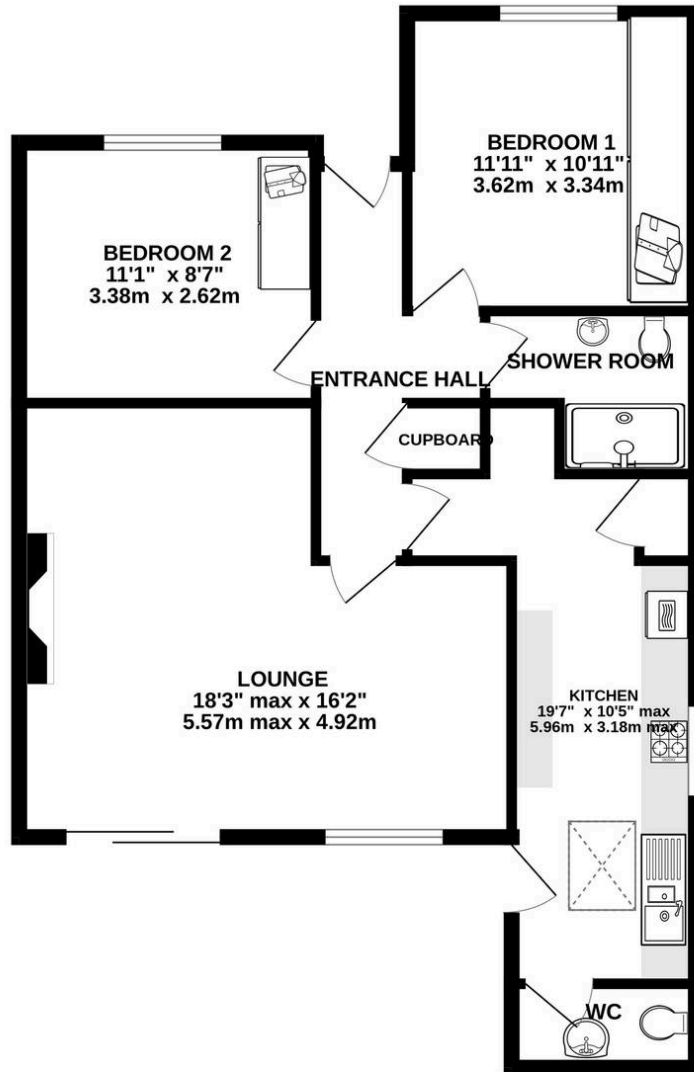 BEDROOM 1
11'11" x 10'11"
3.62m x 3.34m
BEDROOM 2
11'1" x 8'7"
3.38m x 2.62m
SHOWER ROOM
ENTRANCE HALL
CUPBOARD
LOUNGE
18'3" max x 16'2"
5.57m max x 4.92m
KITCHEN
19'7" x 10'5" max
5.96m x 3.18m max
WC